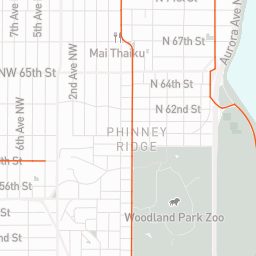 7th Ave NW
5th Ave NW
2nd Ave NW
N 67th St
Mai Thaiku
NW 65th St
N 64th St
Aurora Ave N
6th Ave NW
N 62nd St
PHINNEY
RIDGE
56th St
Woodland Park Zoo